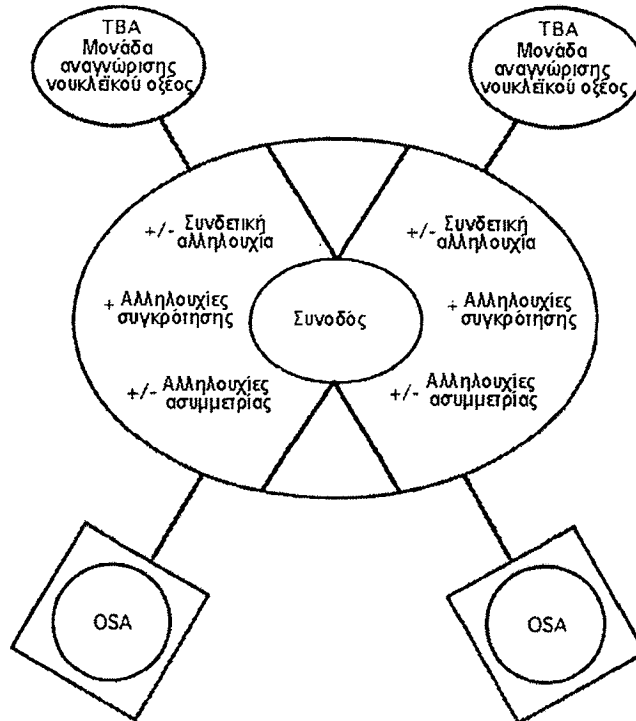 TBA
Μονάδα
αναγνώρισης
νουκλεϊκού οξέος
TBA
Μονάδα
αναγνώρισης
νουκλεϊκού οξέος
+/- Συνδετική
αλληλουχία
+/- Συνδετική
αλληλουχία
+ Αλληλουχίες
συγκρότησης
Συνοδός
+ Αλληλουχίες
συγκρότησης
+/- Αλληλουχίες
ασυμμετρίας
+/- Αλληλουχίες
ασυμμετρίας
OSA
OSA